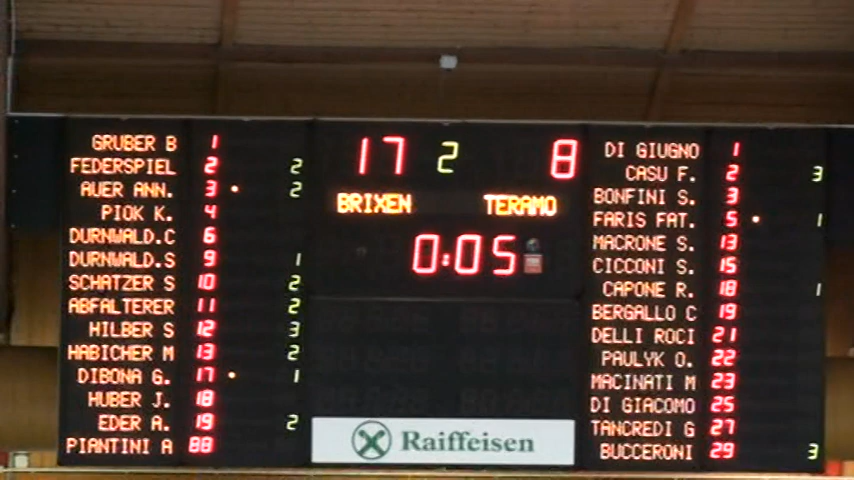 GRUBER B 1
FEDERSPIEL 2 2
AUER ANN. 3 2
PIOK K. 4
DURNWALD.C 6
DURNWALD.S 9 1
SCHATZER S 10 2
ABFALTERER 11 2
HILBER S 12 3
HABICHER M 13 2
DIBONA G. 17 1
HUBER J. 18
EDER A. 19 2
PIANTINI A 88
17 2 8
BRIXEN TERAMO
0:05
Raiffeisen
DI GIUGNO 1
CASU F. 2 3
BONFINI S. 3
FARIS FAT. 5 1
MACRONE S. 13
CICCONI S. 15
CAPONE R. 18 1
BERGALLO C 19
DELLI ROCI 21
PAULYK O. 22
MACINATI M 23
DI GIACOMO 25
TANCREDI G 27
BUCCERONI 29 3